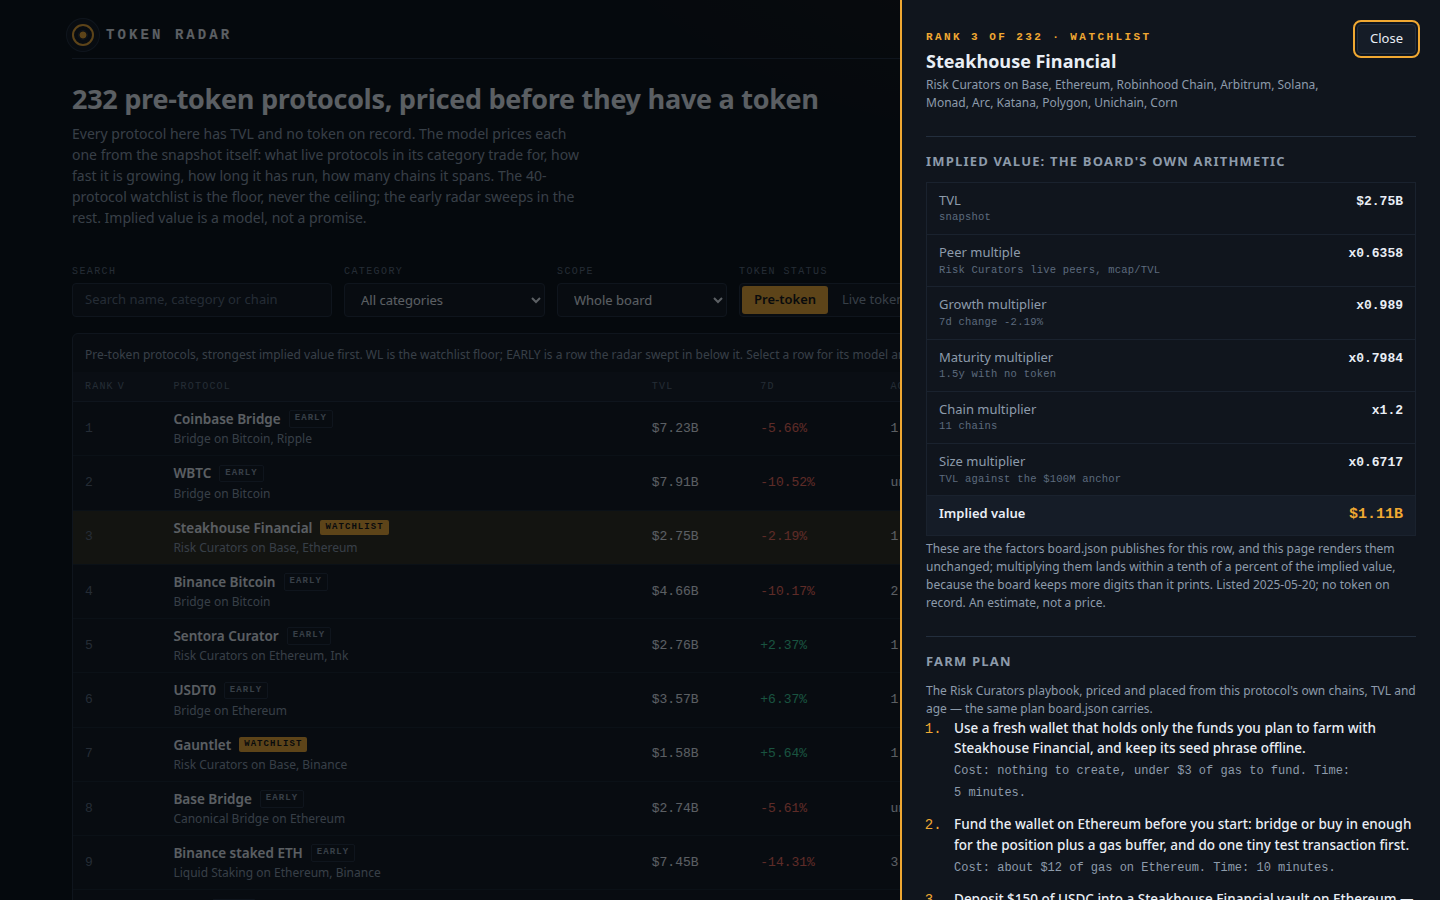 TOKEN RADAR
232 pre-token protocols, priced before they have a token
Every protocol here has TVL and no token on record. The model prices each
one from the snapshot itself: what live protocols in its category trade for, how
fast it is growing, how long it has run, how many chains it spans. The 40-
protocol watchlist is the floor, never the ceiling; the early radar sweeps in the
rest. Implied value is a model, not a promise.
SEARCH CATEGORY SCOPE TOKEN STATUS
Search name, category or chain All categories Whole board Pre-token Live token
Pre-token protocols, strongest implied value first. WL is the watchlist floor; EARLY is a row the radar swept in below it. Select a row for its model
RANK V PROTOCOL TVL 7D
1 Coinbase Bridge EARLY $7.23B -5.66% 1
Bridge on Bitcoin, Ripple
2 WBTC EARLY $7.91B -10.52%
Bridge on Bitcoin
3 Steakhouse Financial WATCHLIST $2.75B -2.19% 1
Risk Curators on Base, Ethereum
4 Binance Bitcoin EARLY $4.66B -10.17% 2
Bridge on Bitcoin
5 Sentora Curator EARLY $2.76B +2.37% 1
Risk Curators on Ethereum, Ink
6 USDT0 EARLY $3.57B +6.37% 1
Bridge on Ethereum
7 Gauntlet WATCHLIST $1.58B +5.64% 1
Risk Curators on Base, Binance
8 Base Bridge EARLY $2.74B -5.61%
Canonical Bridge on Ethereum
9 Binance staked ETH EARLY $7.45B -14.31% 3
Liquid Staking on Ethereum, Binance
RANK 3 OF 232 · WATCHLIST
Close
Steakhouse Financial
Risk Curators on Base, Ethereum, Robinhood Chain, Arbitrum, Solana,
Monad, Arc, Katana, Polygon, Unichain, Corn
IMPLIED VALUE: THE BOARD'S OWN ARITHMETIC
TVL $2.75B
snapshot
Peer multiple x0.6358
Risk Curators live peers, mcap/TVL
Growth multiplier x0.989
7d change -2.19%
Maturity multiplier x0.7984
1.5y with no token
Chain multiplier x1.2
11 chains
Size multiplier x0.6717
TVL against the $100M anchor
Implied value $1.11B
These are the factors board.json publishes for this row, and this page renders them
unchanged; multiplying them lands within a tenth of a percent of the implied value,
because the board keeps more digits than it prints. Listed 2025-05-20; no token on
record. An estimate, not a price.
FARM PLAN
The Risk Curators playbook, priced and placed from this protocol's own chains, TVL and
age — the same plan board.json carries.
1. Use a fresh wallet that holds only the funds you plan to farm with
Steakhouse Financial, and keep its seed phrase offline.
Cost: nothing to create, under $3 of gas to fund. Time:
5 minutes.
2. Fund the wallet on Ethereum before you start: bridge or buy in enough
for the position plus a gas buffer, and do one tiny test transaction first.
Cost: about $12 of gas on Ethereum. Time: 10 minutes.
3. Deposit $150 of USDC into a Steakhouse Financial vault on Ethereum —